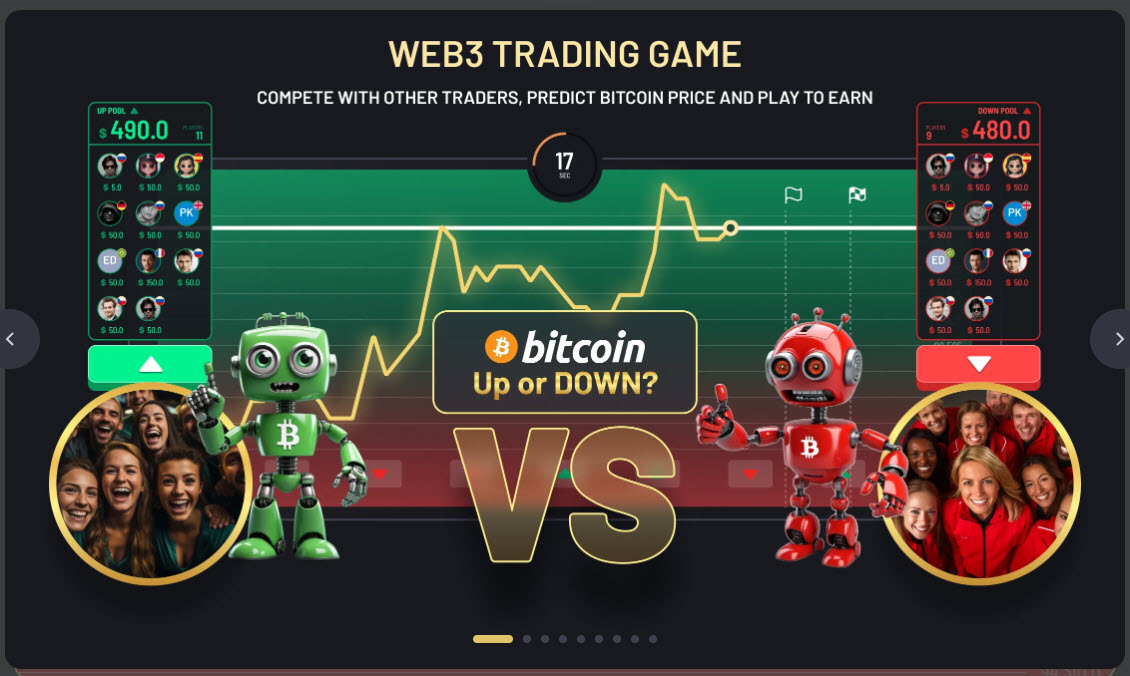 WEB3 TRADING GAME
COMPETE WITH OTHER TRADERS, PREDICT BITCOIN PRICE AND PLAY TO EARN
UP POOL
$ 490.0
PLAYERS
11
$ 5.0 $ 50.0 $ 50.0
PK
$ 50.0 $ 50.0 $ 50.0
ED
$ 50.0 $ 150.0 $ 50.0
$ 50.0 $ 50.0
17
SEC
DOWN POOL
PLAYERS
9
$ 480.0
$ 5.0 $ 50.0 $ 50.0
PK
$ 50.0 $ 50.0 $ 50.0
ED
$ 50.0 $ 150.0 $ 50.0
$ 50.0 $ 50.0
bitcoin
Up or DOWN?
VS